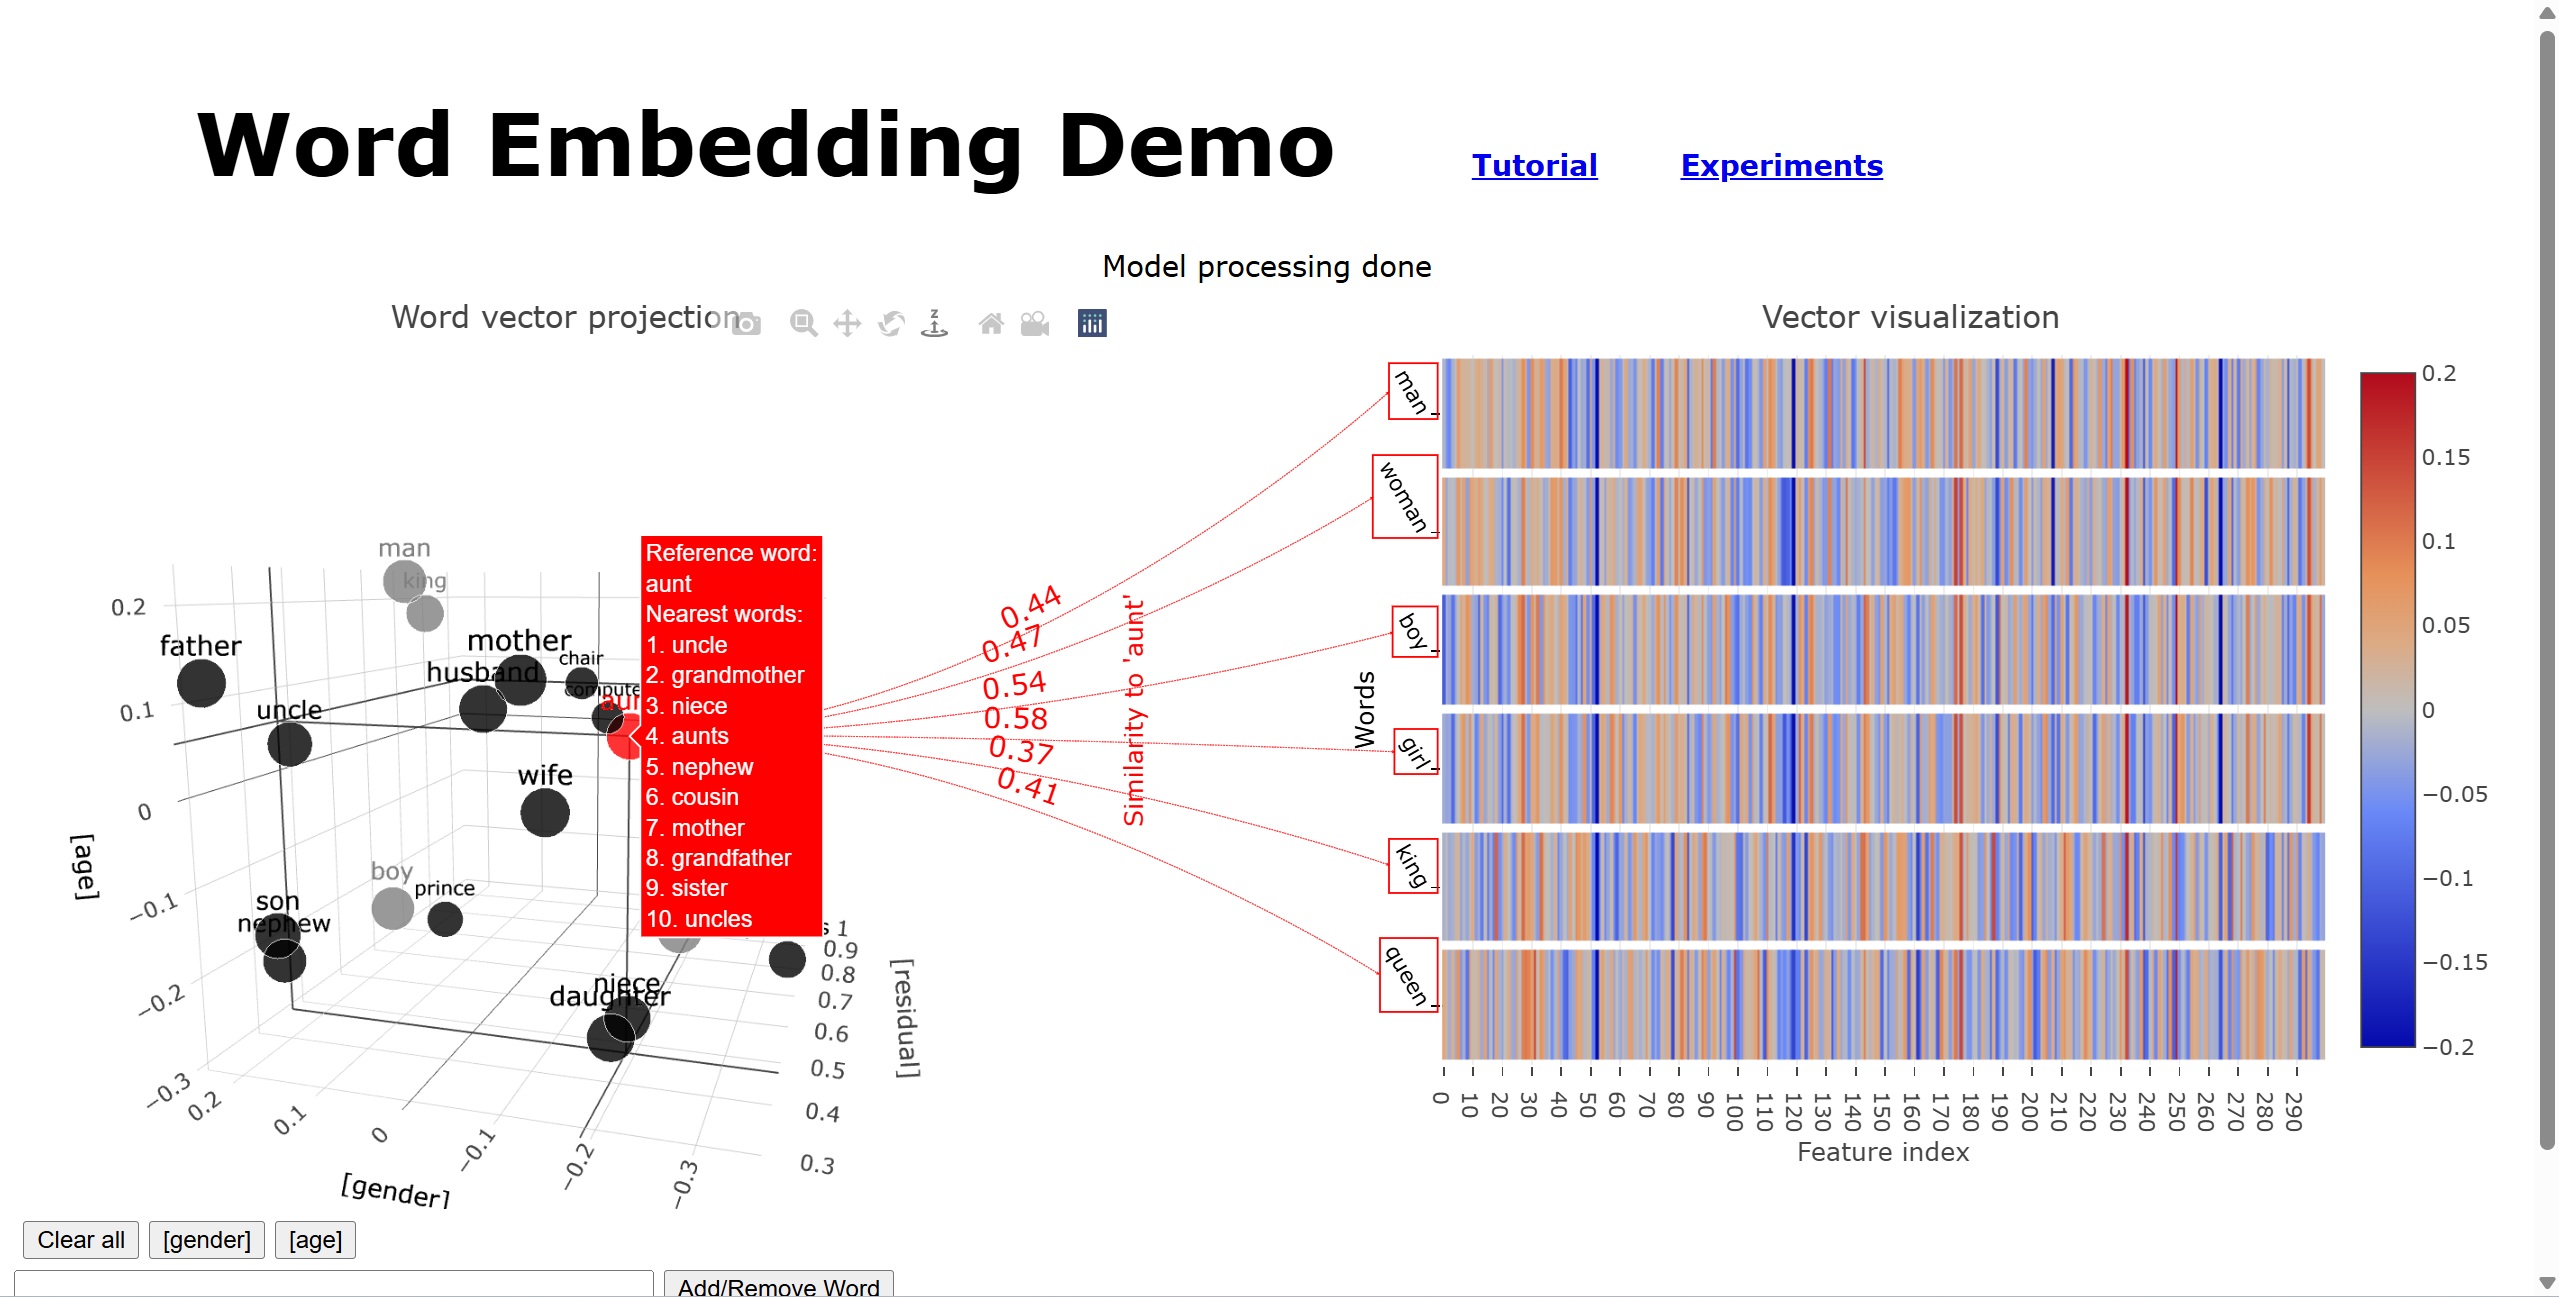 Word Embedding Demo
Tutorial
Experiments
Model processing done
Word vector projection
z
Vector visualization
man
king
father
mother
chair
husband
uncle
wife
boy
prince
son
nephew
niece
daughter
Reference word:
aunt
Nearest words:
1. uncle
2. grandmother
3. niece
4. aunts
5. nephew
6. cousin
7. mother
8. grandfather
9. sister
10. uncles
0.2
0.1
0
−0.1
−0.2
−0.3
[age]
0.2
0.1
0
−0.1
−0.2
−0.3
[gender]
1
0.9
0.8
0.7
0.6
0.5
0.4
0.3
[residual]
0.44
0.47
0.54
0.58
0.37
0.41
Similarity to 'aunt'
Words
man
woman
boy
girl
king
queen
0 10 20 30 40 50 60 70 80 90 100 110 120 130 140 150 160 170 180 190 200 210 220 230 240 250 260 270 280 290
Feature index
0.2
0.15
0.1
0.05
0
−0.05
−0.1
−0.15
−0.2
Clear all
[gender]
[age]
Add/Remove Word